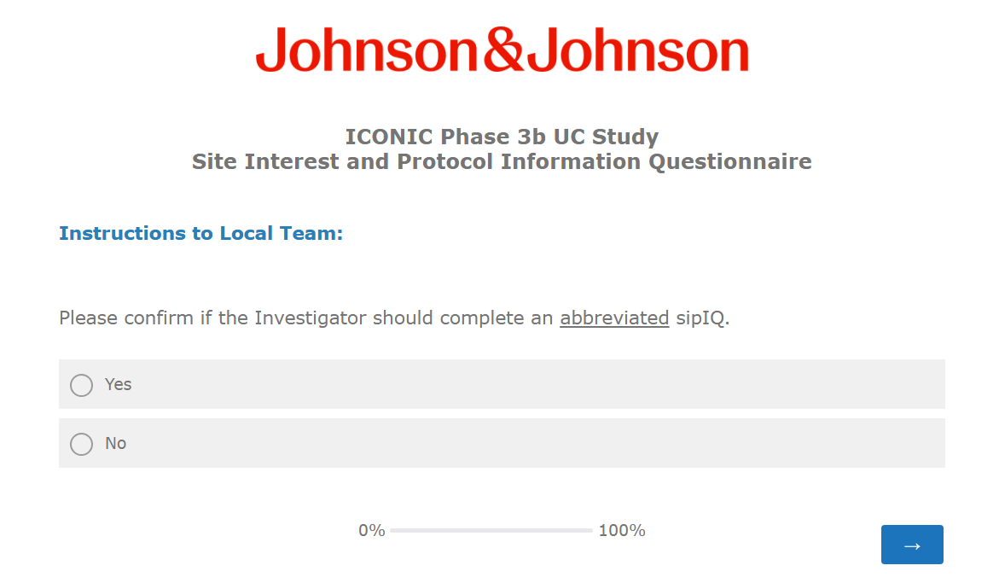 Johnson&Johnson
ICONIC Phase 3b UC Study
Site Interest and Protocol Information Questionnaire
Instructions to Local Team:
Please confirm if the Investigator should complete an abbreviated sipIQ.
Yes
No
0% 100%
→